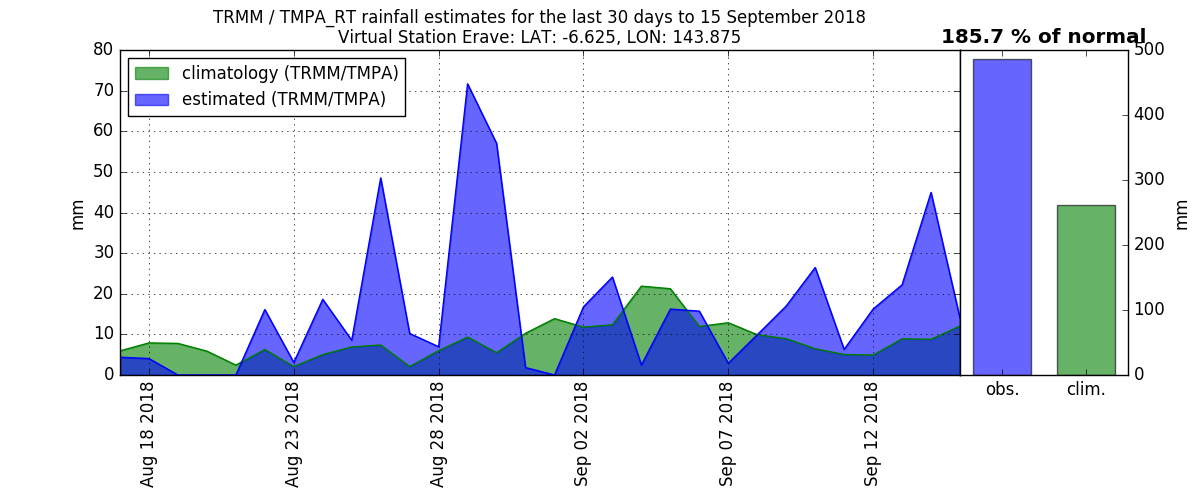 TRMM / TMPA_RT rainfall estimates for the last 30 days to 15 September 2018
Virtual Station Erave: LAT: -6.625, LON: 143.875
185.7 % of normal
climatology (TRMM/TMPA)
estimated (TRMM/TMPA)
80
70
60
50
40
30
20
10
0
mm
Aug 18 2018
Aug 23 2018
Aug 28 2018
Sep 02 2018
Sep 07 2018
Sep 12 2018
500
400
300
200
100
0
mm
obs.
clim.